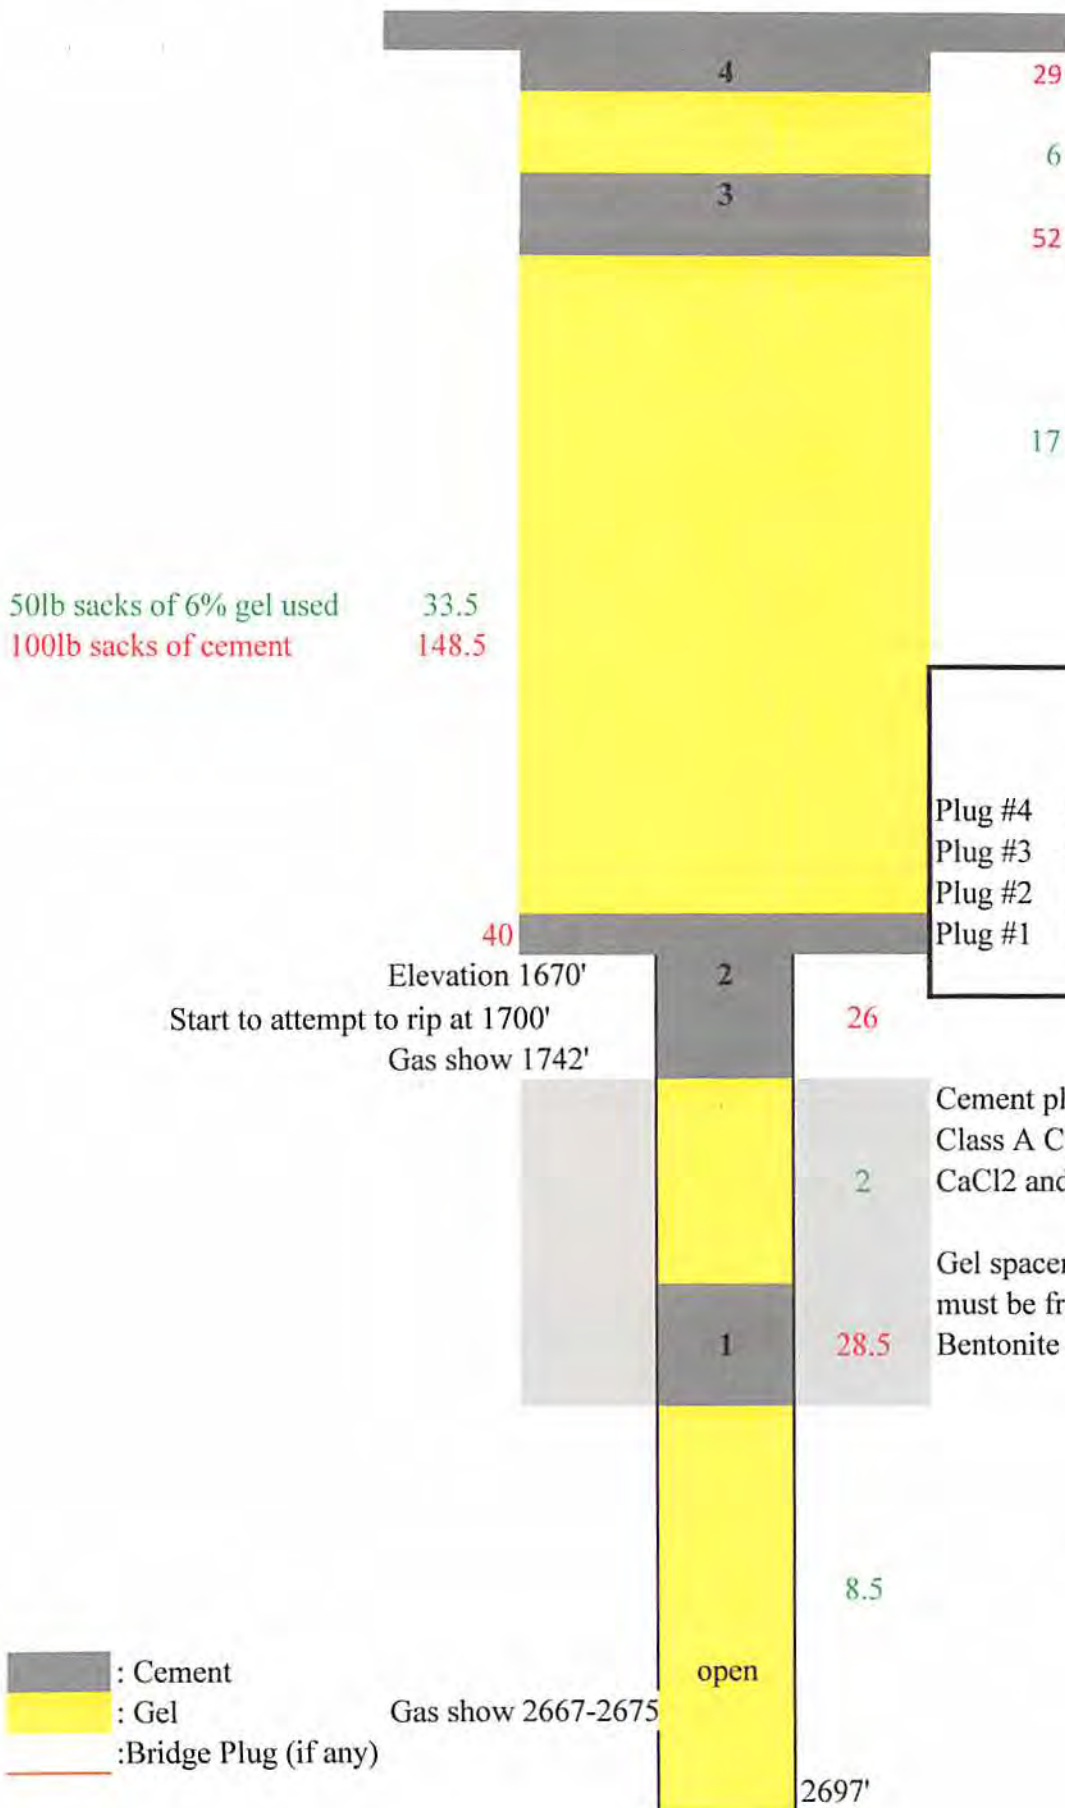 4
29
6
3
52
17
50lb sacks of 6% gel used 33.5
100lb sacks of cement 148.5
Plug #4
Plug #3
Plug #2
Plug #1
40
Elevation 1670'
2
Start to attempt to rip at 1700'
26
Gas show 1742'
Cement pl
Class A C
CaCl2 and
2
Gel spacer
must be fr
1
28.5
Bentonite
8.5
: Cement
open
: Gel
Gas show 2667-2675
:Bridge Plug (if any)
2697'